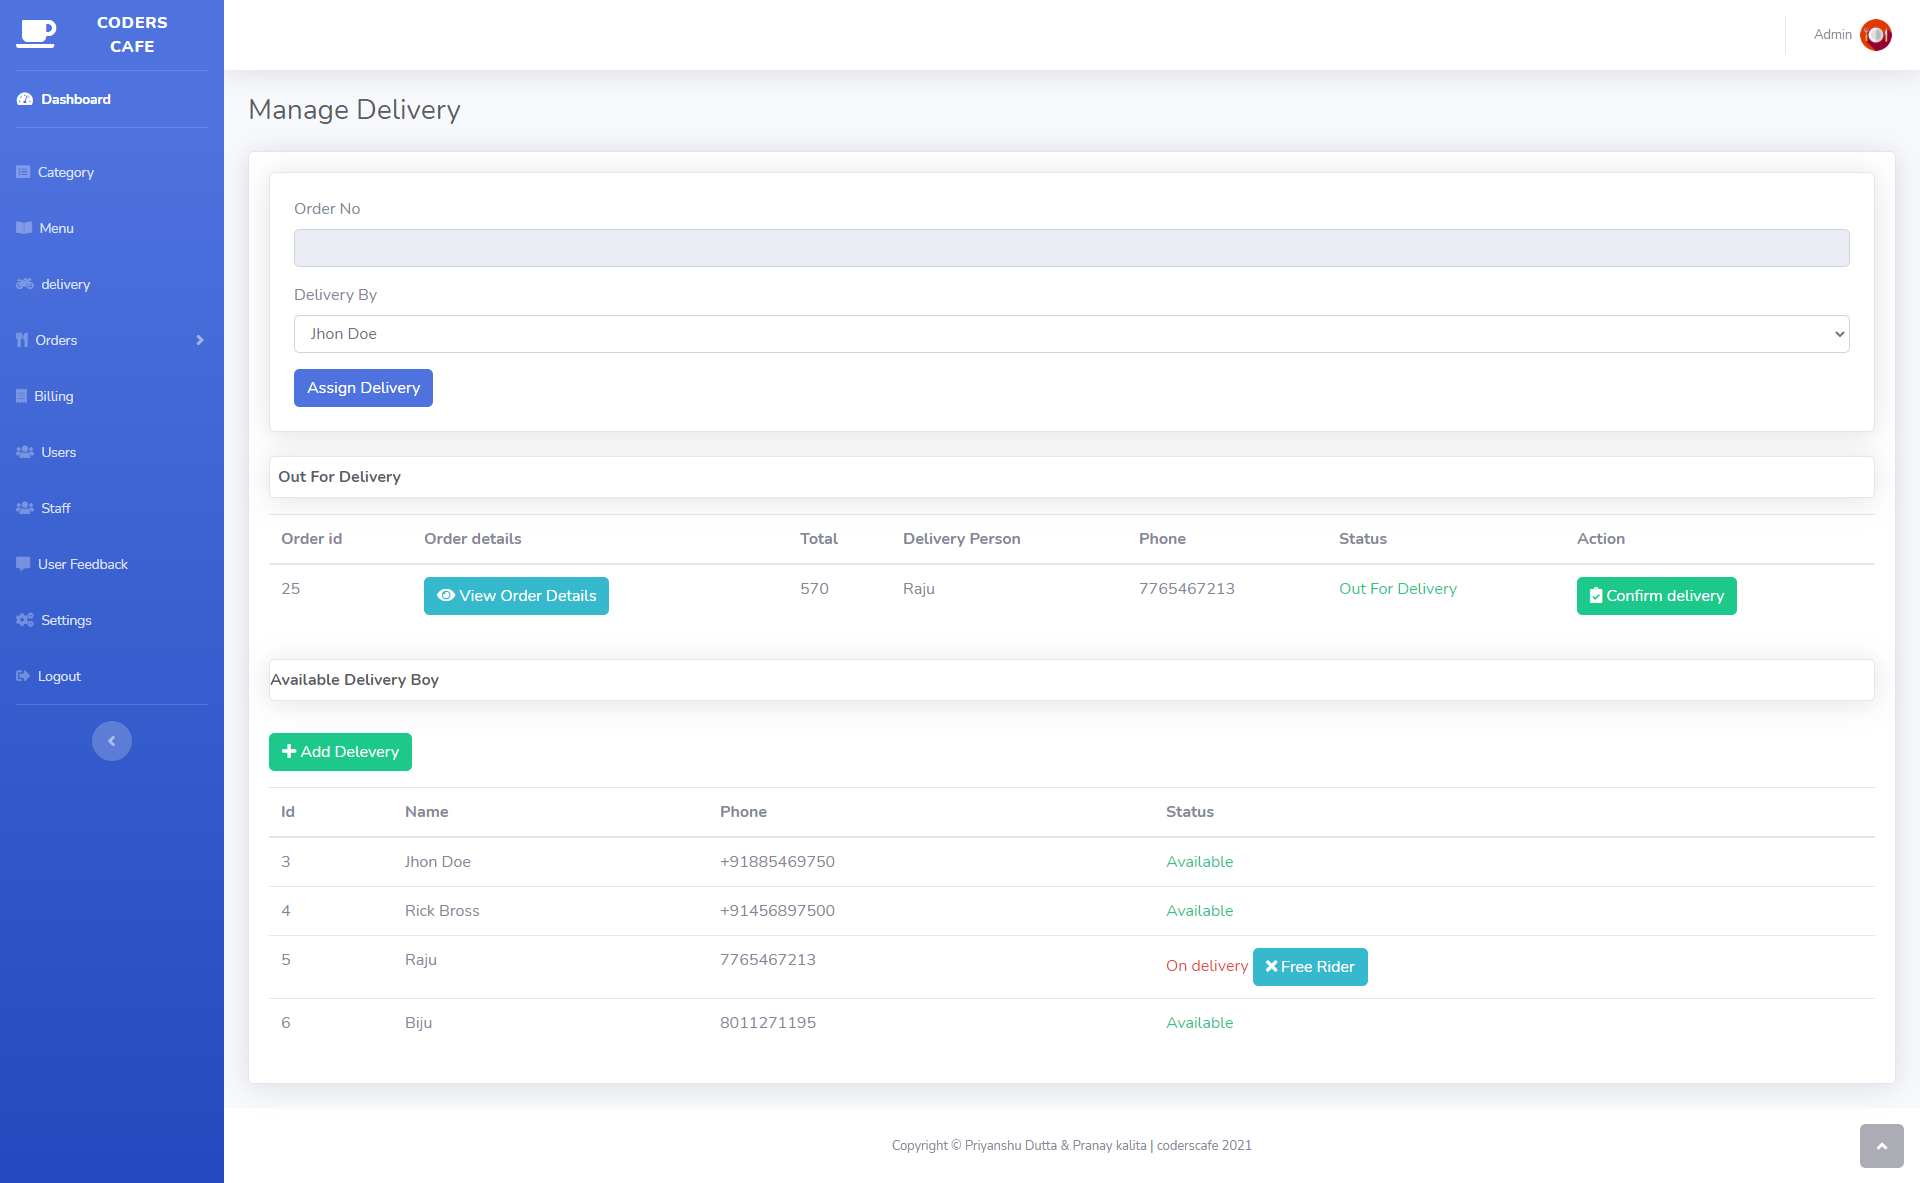 CODERS
CAFE
Admin
Dashboard
Category
Menu
delivery
Orders
Billing
Users
Staff
User Feedback
Settings
Logout
Manage Delivery
Order No
Delivery By
Jhon Doe
Assign Delivery
Out For Delivery
Order id Order details Total Delivery Person Phone Status Action
25 View Order Details 570 Raju 7765467213 Out For Delivery Confirm delivery
Available Delivery Boy
Add Delevery
Id Name Phone Status
3 Jhon Doe +91885469750 Available
4 Rick Bross +91456897500 Available
5 Raju 7765467213 On delivery Free Rider
6 Biju 8011271195 Available
Copyright © Priyanshu Dutta & Pranay kalita | coderscafe 2021